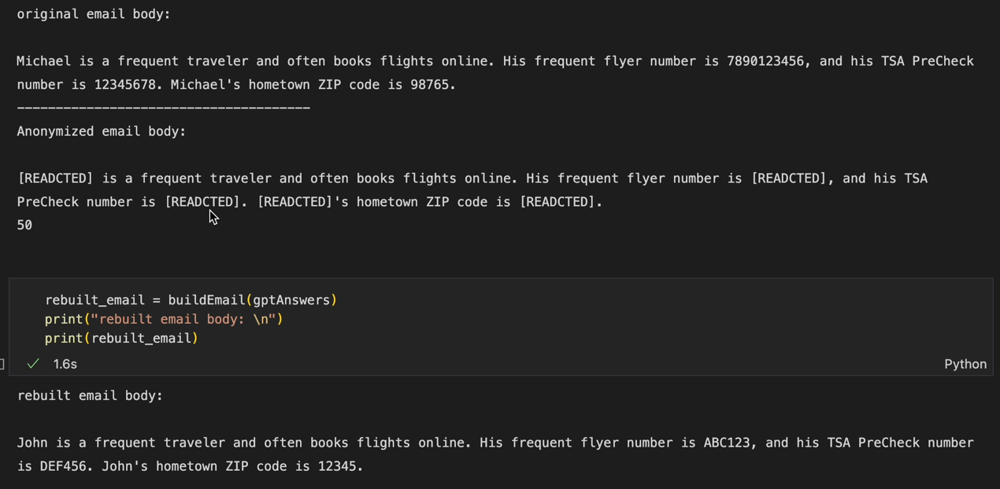 original email body:
Michael is a frequent traveler and often books flights online. His frequent flyer number is 7890123456, and his TSA PreCheck
number is 12345678. Michael's hometown ZIP code is 98765.
--------------------------------------
Anonymized email body:
[READCTED] is a frequent traveler and often books flights online. His frequent flyer number is [READCTED], and his TSA
PreCheck number is [READCTED]. [READCTED]'s hometown ZIP code is [READCTED].
50
rebuilt_email = buildEmail(gptAnswers)
print("rebuilt email body: \n")
print(rebuilt_email)
1.6s
Python
rebuilt email body:
John is a frequent traveler and often books flights online. His frequent flyer number is ABC123, and his TSA PreCheck number
is DEF456. John's hometown ZIP code is 12345.